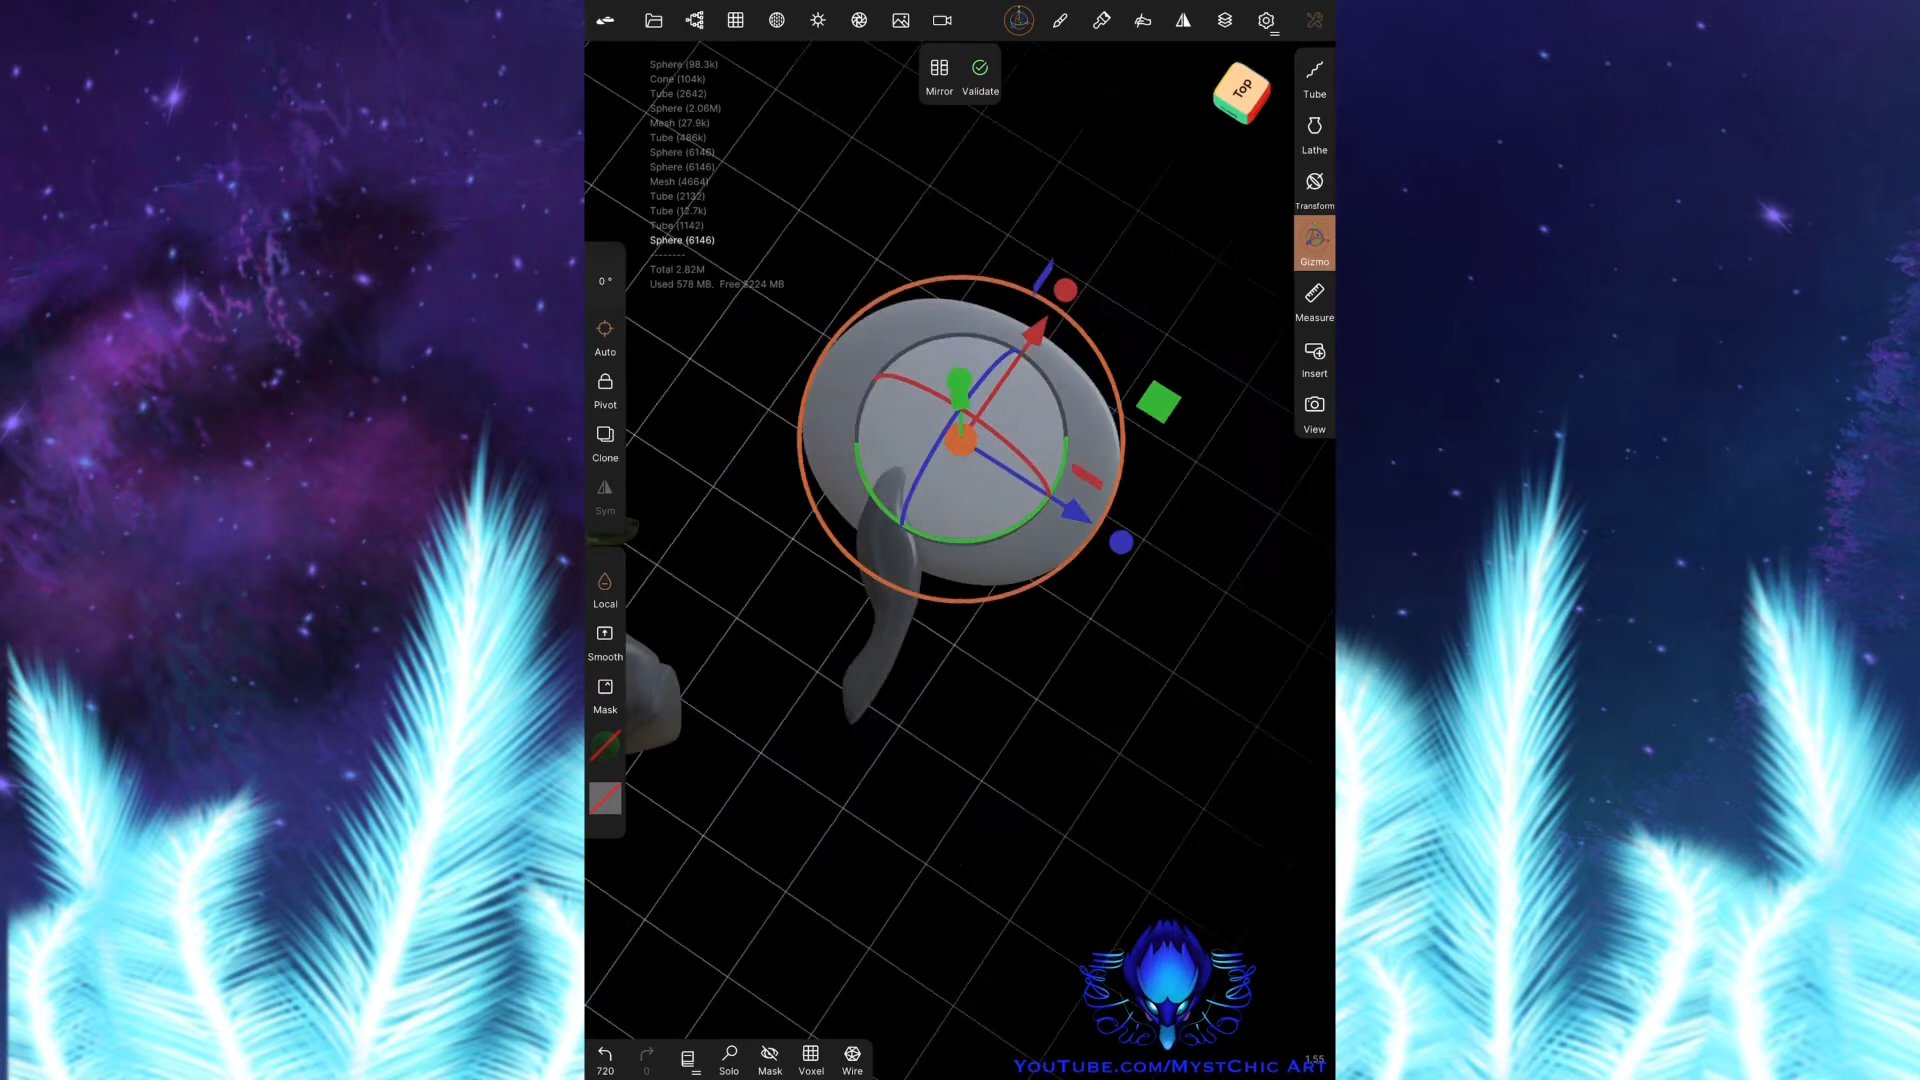 Sphere (98.3k)
Cone (104k)
Tube (2642)
Sphere (2.06M)
Mesh (27.9k)
Tube (486k)
Sphere (6146)
Sphere (6146)
Mesh (4664)
Tube (2132)
Tube (12.7k)
Tube (1142)
Sphere (6146)
--------
Total 2.82M
Used 578 MB. Free 2224 MB
Mirror Validate
Top
Tube
Lathe
Transform
Gizmo
Measure
Insert
View
0 °
Auto
Pivot
Clone
Sym
Local
Smooth
Mask
720
0
Solo
Mask
Voxel
Wire
1.55
YouTube.com/MystChic Art